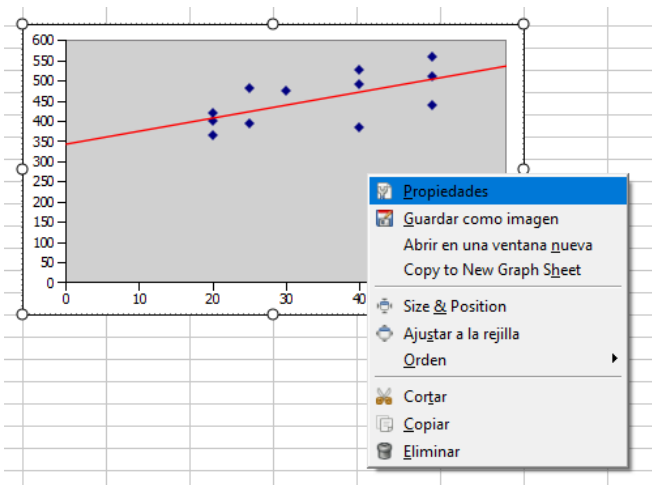 600
550
500
450
400
350
300
250
200
150
100
50
0
0 10 20 30 40
Propiedades
Guardar como imagen
Abrir en una ventana nueva
Copy to New Graph Sheet
Size & Position
Ajustar a la rejilla
Orden
Cortar
Copiar
Eliminar